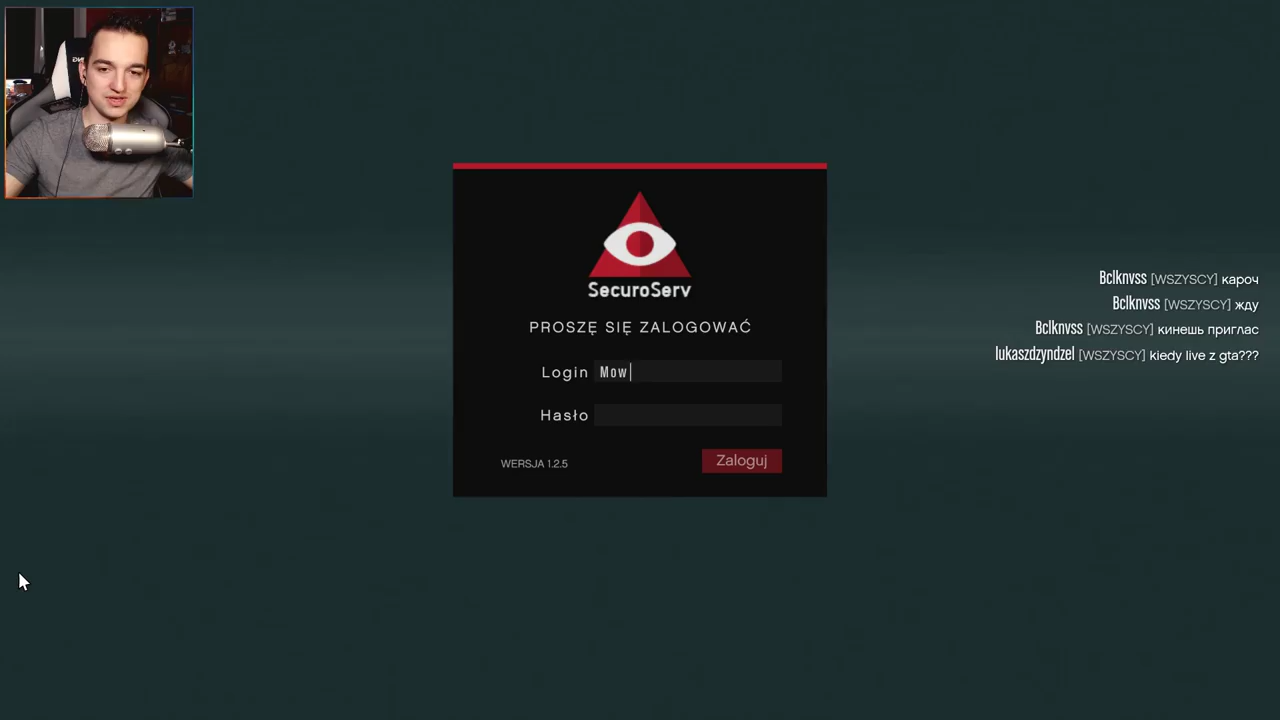 SecuroServ
PROSZĘ SIĘ ZALOGOWAĆ
Login Mow
Hasło
WERSJA 1.2.5 Zaloguj
Bclknvss [WSZYSCY] кароч
Bclknvss [WSZYSCY] жду
Bclknvss [WSZYSCY] кинешь приглас
lukaszdzyndzel [WSZYSCY] kiedy live z gta???